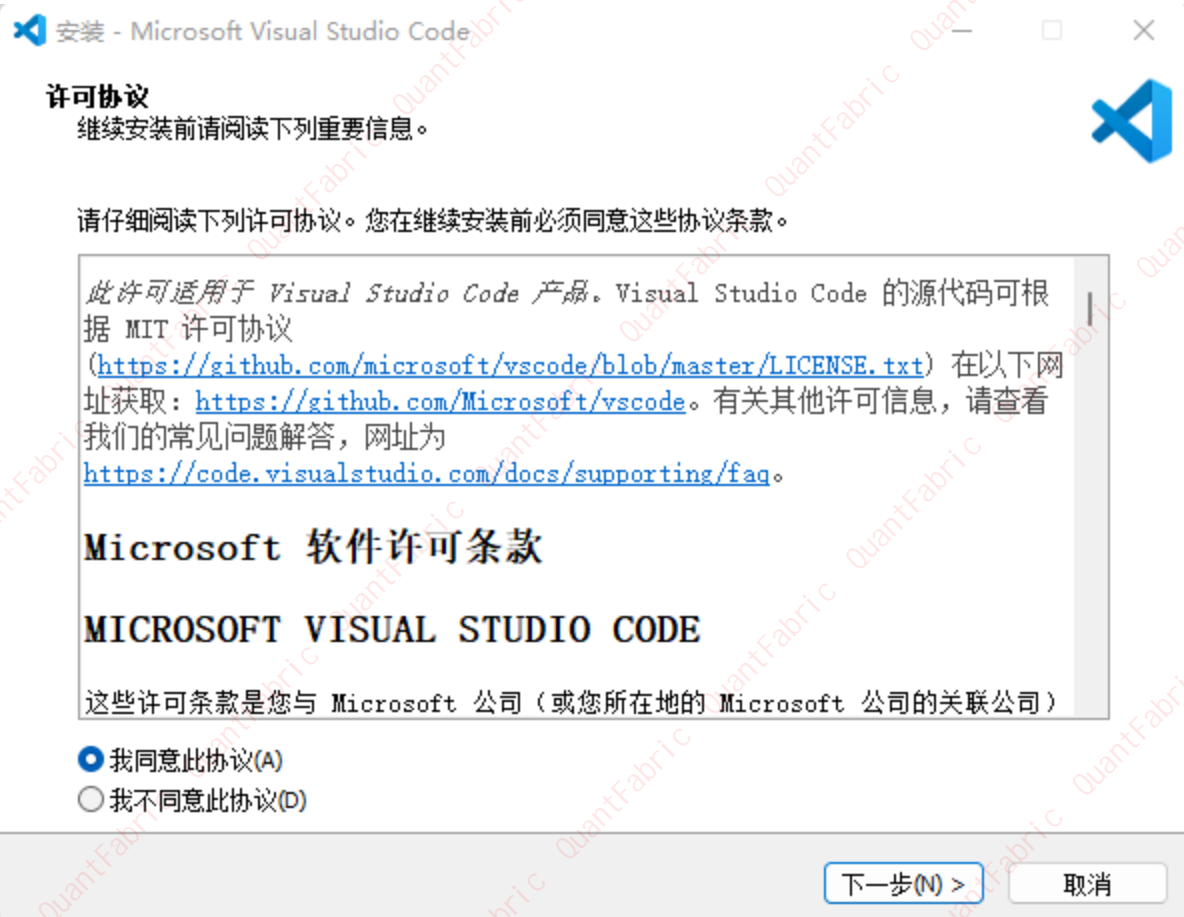 安装 - Microsoft Visual Studio Code
许可协议
继续安装前请阅读下列重要信息。
请仔细阅读下列许可协议。您在继续安装前必须同意这些协议条款。
此许可适用于 Visual Studio Code 产品。Visual Studio Code 的源代码可根
据 MIT 许可协议
(https://github.com/microsoft/vscode/blob/master/LICENSE.txt) 在以下网
址获取：https://github.com/Microsoft/vscode。有关其他许可信息，请查看
我们的常见问题解答，网址为
https://code.visualstudio.com/docs/supporting/faq。
Microsoft 软件许可条款
MICROSOFT VISUAL STUDIO CODE
这些许可条款是您与 Microsoft 公司（或您所在地的 Microsoft 公司的关联公司）
我同意此协议(A)
我不同意此协议(D)
下一步(N) >
取消
QuantFabric